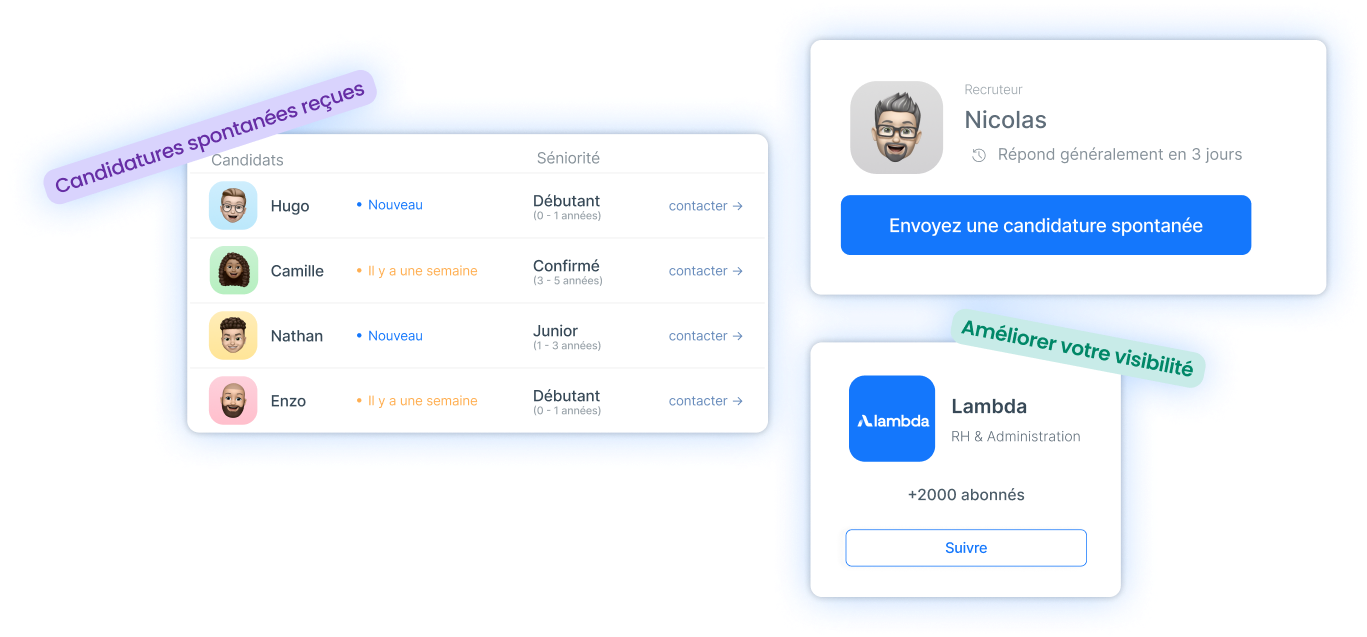 Candidatures spontanées reçues
Candidats Séniorité
Hugo • Nouveau Débutant contacter →
(0 - 1 années)
Camille • Il y a une semaine Confirmé contacter →
(3 - 5 années)
Nathan • Nouveau Junior contacter →
(1 - 3 années)
Enzo • Il y a une semaine Débutant contacter →
(0 - 1 années)
Recruteur
Nicolas
Répond généralement en 3 jours
Envoyez une candidature spontanée
Améliorer votre visibilité
lambda
Lambda
RH & Administration
+2000 abonnés
Suivre